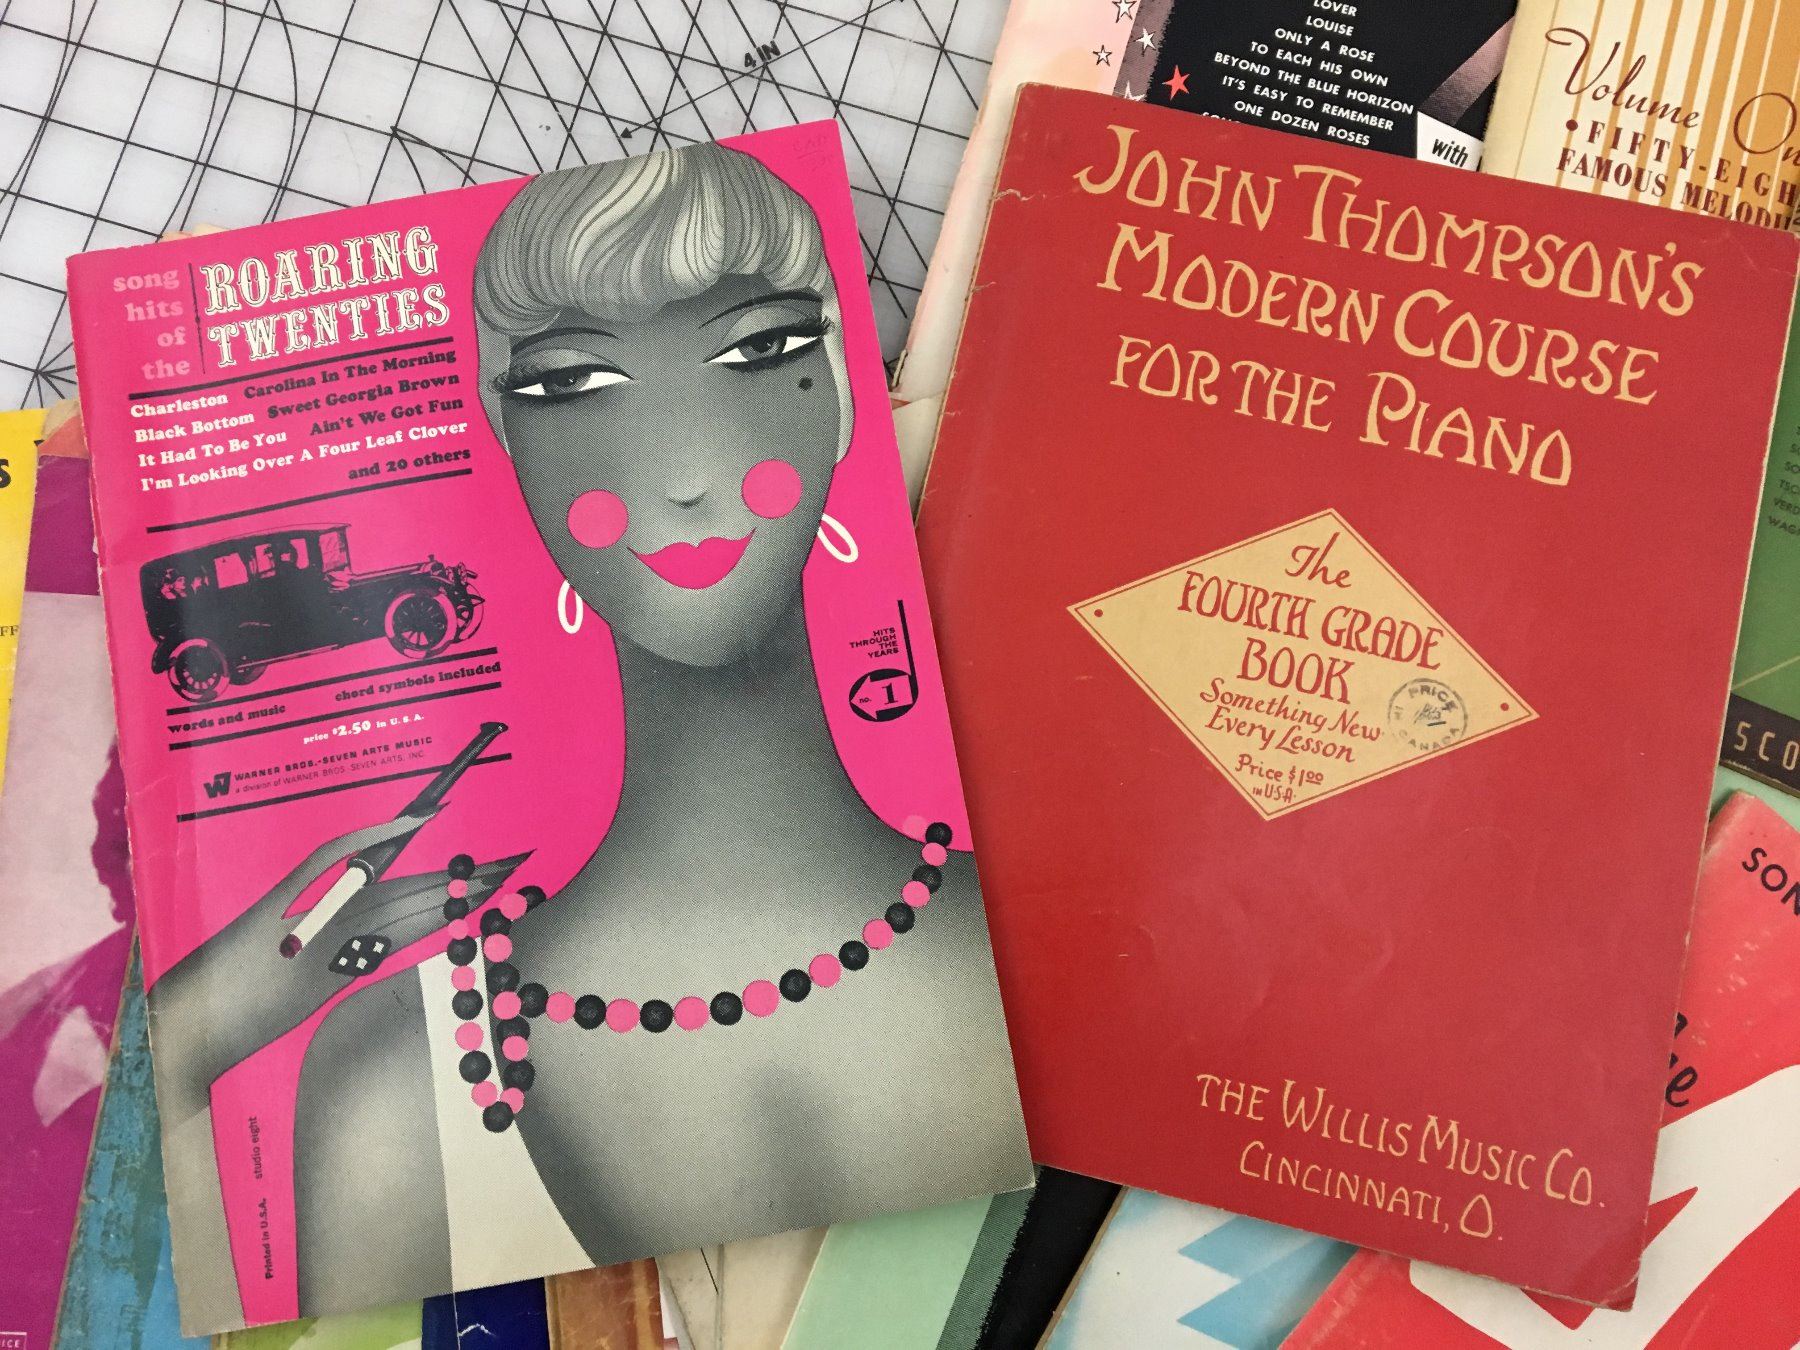 4 IN
LOVER
LOUISE
ONLY A ROSE
TO EACH HIS OWN
BEYOND THE BLUE HORIZON
IT'S EASY TO REMEMBER
ONE DOZEN ROSES
with
Volume
FIFTY-EIGH
FAMOUS MELODI
song
hits
of
the
ROARING
TWENTIES
Charleston Carolina In The Morning
Black Bottom Sweet Georgia Brown
It Had To Be You Ain't We Got Fun
I'm Looking Over A Four Leaf Clover
and 20 others
chord symbols included
words and music
price $2.50 in U.S.A.
WARNER BROS.-SEVEN ARTS MUSIC
a division of WARNER BROS.-SEVEN ARTS, INC.
HITS
THROUGH
THE
YEARS
no. 1
studio eight
Printed in U.S.A.
JOHN THOMPSON'S
MODERN COURSE
FOR THE PIANO
The
FOURTH GRADE
BOOK
Something New
Every Lesson
Price $1.00
IN U.S.A.
PRICE
IN
CANADA
THE WILLIS MUSIC CO.
CINCINNATI, O.
VERD
WAGN
SCO
SON